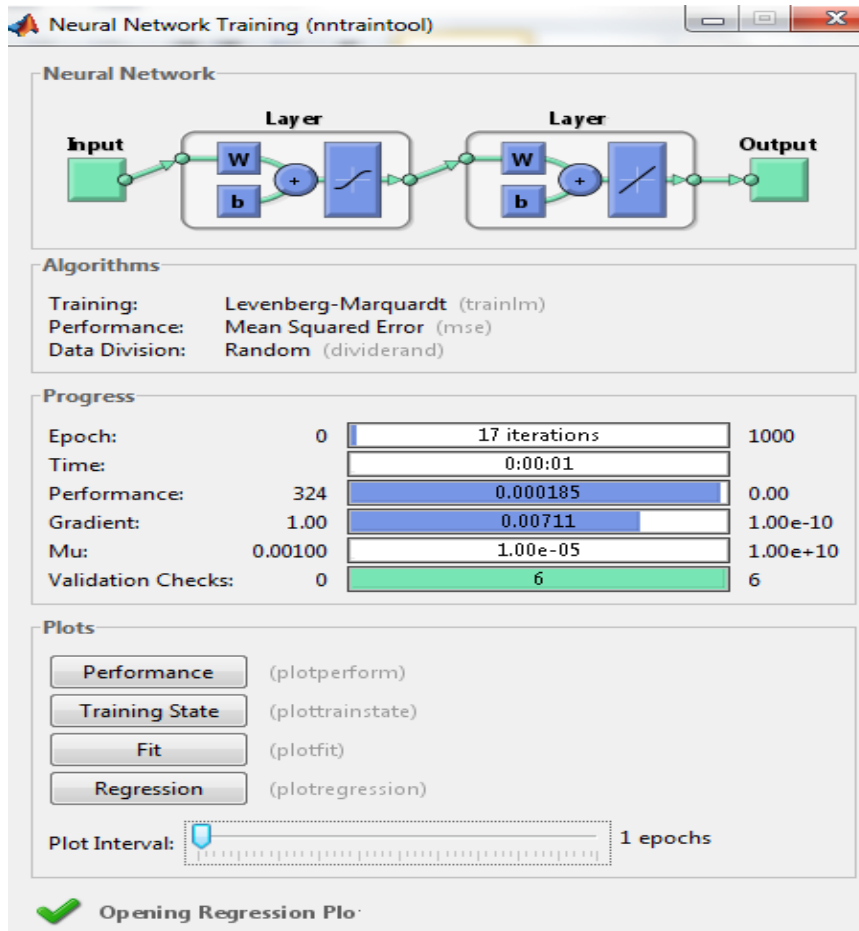 Neural Network Training (nntraintool)
Neural Network
Layer Layer
Input Output
W W
b b
+ +
Algorithms
Training: Levenberg-Marquardt (trainlm)
Performance: Mean Squared Error (mse)
Data Division: Random (dividerand)
Progress
Epoch: 0 17 iterations 1000
Time: 0:00:01
Performance: 324 0.000185 0.00
Gradient: 1.00 0.00711 1.00e-10
Mu: 0.00100 1.00e-05 1.00e+10
Validation Checks: 0 6 6
Plots
Performance (plotperform)
Training State (plottrainstate)
Fit (plotfit)
Regression (plotregression)
Plot Interval: 1 epochs
Opening Regression Plo